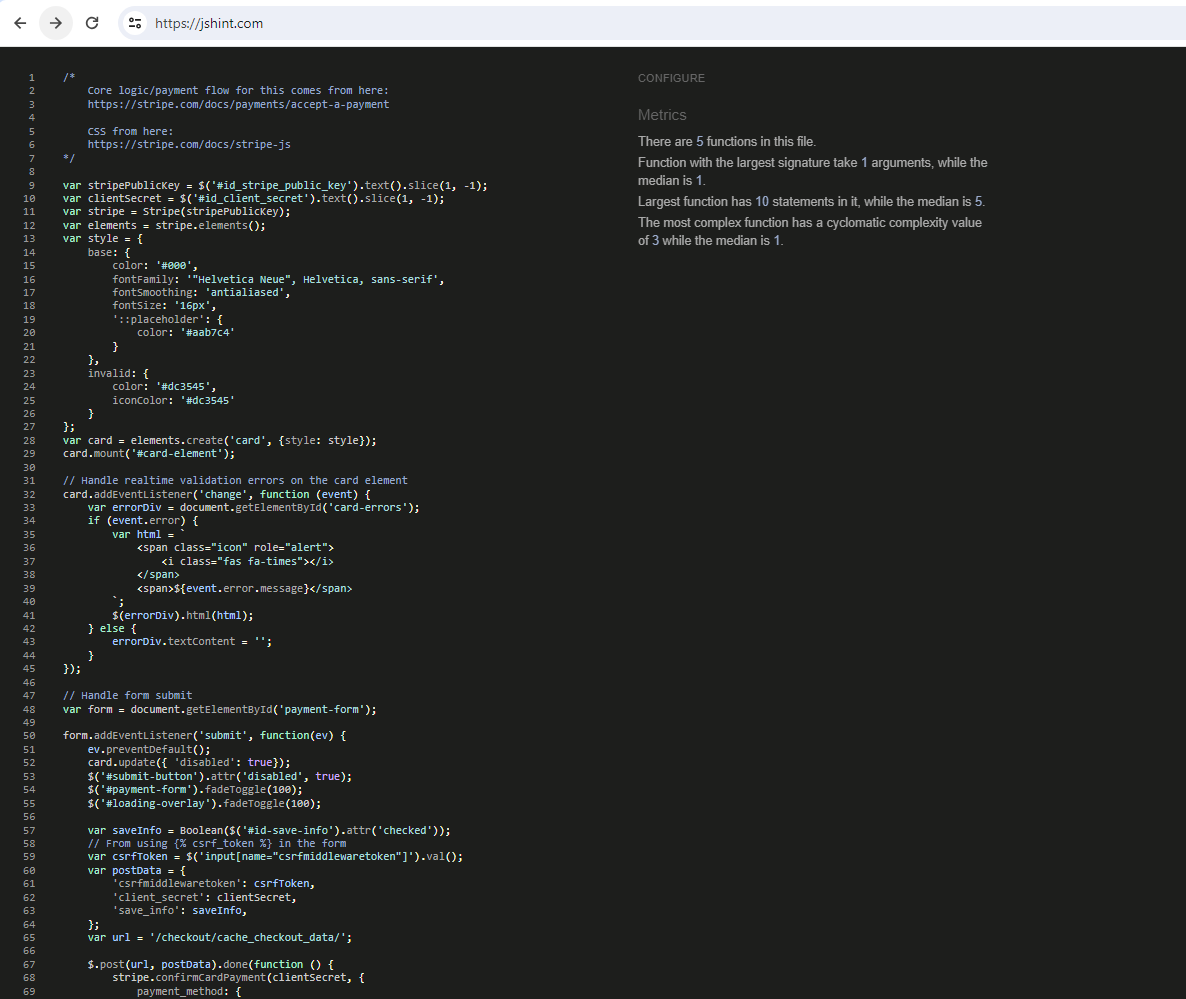 https://jshint.com
1 /*
2     Core logic/payment flow for this comes from here:
3     https://stripe.com/docs/payments/accept-a-payment
4
5     CSS from here:
6     https://stripe.com/docs/stripe-js
7 */
8
9 var stripePublicKey = $('#id_stripe_public_key').text().slice(1, -1);
10 var clientSecret = $('#id_client_secret').text().slice(1, -1);
11 var stripe = Stripe(stripePublicKey);
12 var elements = stripe.elements();
13 var style = {
14     base: {
15         color: '#000',
16         fontFamily: '"Helvetica Neue", Helvetica, sans-serif',
17         fontSmoothing: 'antialiased',
18         fontSize: '16px',
19         '::placeholder': {
20             color: '#aab7c4'
21         }
22     },
23     invalid: {
24         color: '#dc3545',
25         iconColor: '#dc3545'
26     }
27 };
28 var card = elements.create('card', {style: style});
29 card.mount('#card-element');
30
31 // Handle realtime validation errors on the card element
32 card.addEventListener('change', function (event) {
33     var errorDiv = document.getElementById('card-errors');
34     if (event.error) {
35         var html = `
36             <span class="icon" role="alert">
37                 <i class="fas fa-times"></i>
38             </span>
39             <span>${event.error.message}</span>
40         `;
41         $(errorDiv).html(html);
42     } else {
43         errorDiv.textContent = '';
44     }
45 });
46
47 // Handle form submit
48 var form = document.getElementById('payment-form');
49
50 form.addEventListener('submit', function(ev) {
51     ev.preventDefault();
52     card.update({ 'disabled': true});
53     $('#submit-button').attr('disabled', true);
54     $('#payment-form').fadeToggle(100);
55     $('#loading-overlay').fadeToggle(100);
56
57     var saveInfo = Boolean($('#id-save-info').attr('checked'));
58     // From using {% csrf_token %} in the form
59     var csrfToken = $('input[name="csrfmiddlewaretoken"]').val();
60     var postData = {
61         'csrfmiddlewaretoken': csrfToken,
62         'client_secret': clientSecret,
63         'save_info': saveInfo,
64     };
65     var url = '/checkout/cache_checkout_data/';
66
67     $.post(url, postData).done(function () {
68         stripe.confirmCardPayment(clientSecret, {
69             payment_method: {
CONFIGURE
Metrics
There are 5 functions in this file.
Function with the largest signature take 1 arguments, while the
median is 1.
Largest function has 10 statements in it, while the median is 5.
The most complex function has a cyclomatic complexity value
of 3 while the median is 1.